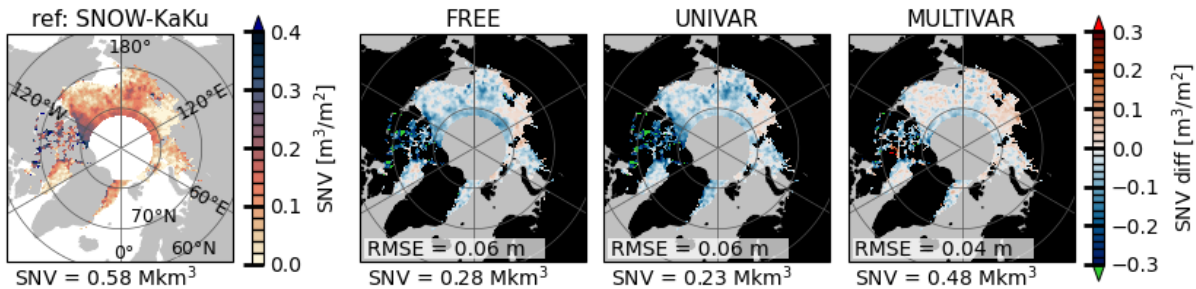 ref: SNOW-KaKu
FREE
UNIVAR
MULTIVAR
180°
120°W
120°E
60°E
70°N
0°
60°N
0.4
0.3
0.2
0.1
0.0
SNV [m³/m²]
RMSE = 0.06 m
RMSE = 0.06 m
RMSE = 0.04 m
0.3
0.2
0.1
0.0
−0.1
−0.2
−0.3
SNV diff [m³/m²]
SNV = 0.58 Mkm³
SNV = 0.28 Mkm³
SNV = 0.23 Mkm³
SNV = 0.48 Mkm³